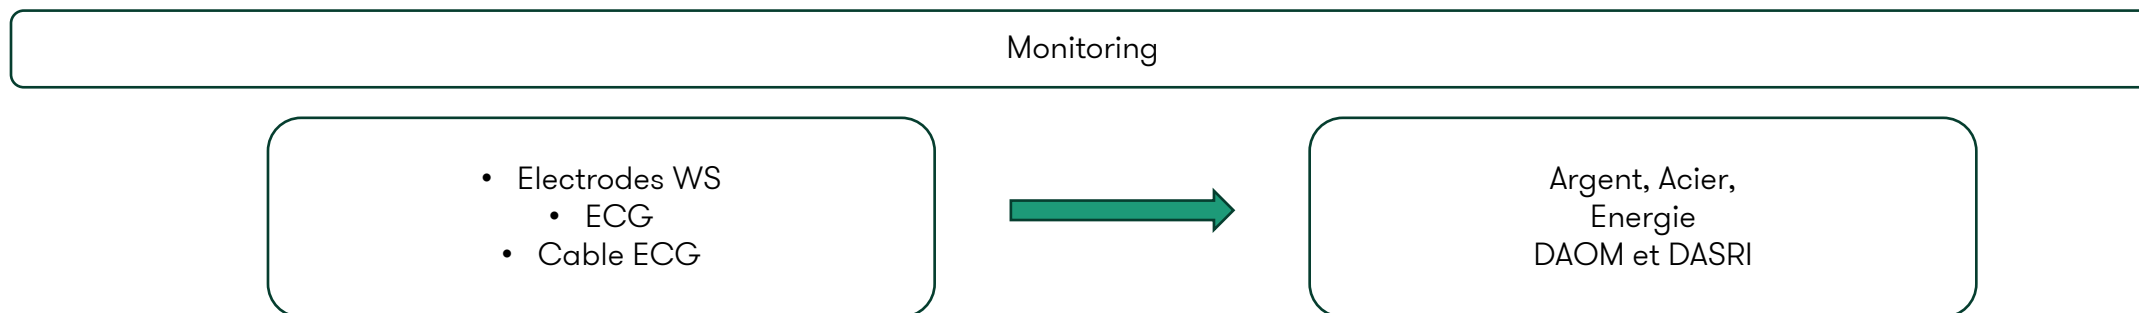 Monitoring
• Electrodes WS
• ECG
• Cable ECG
Argent, Acier,
Energie
DAOM et DASRI